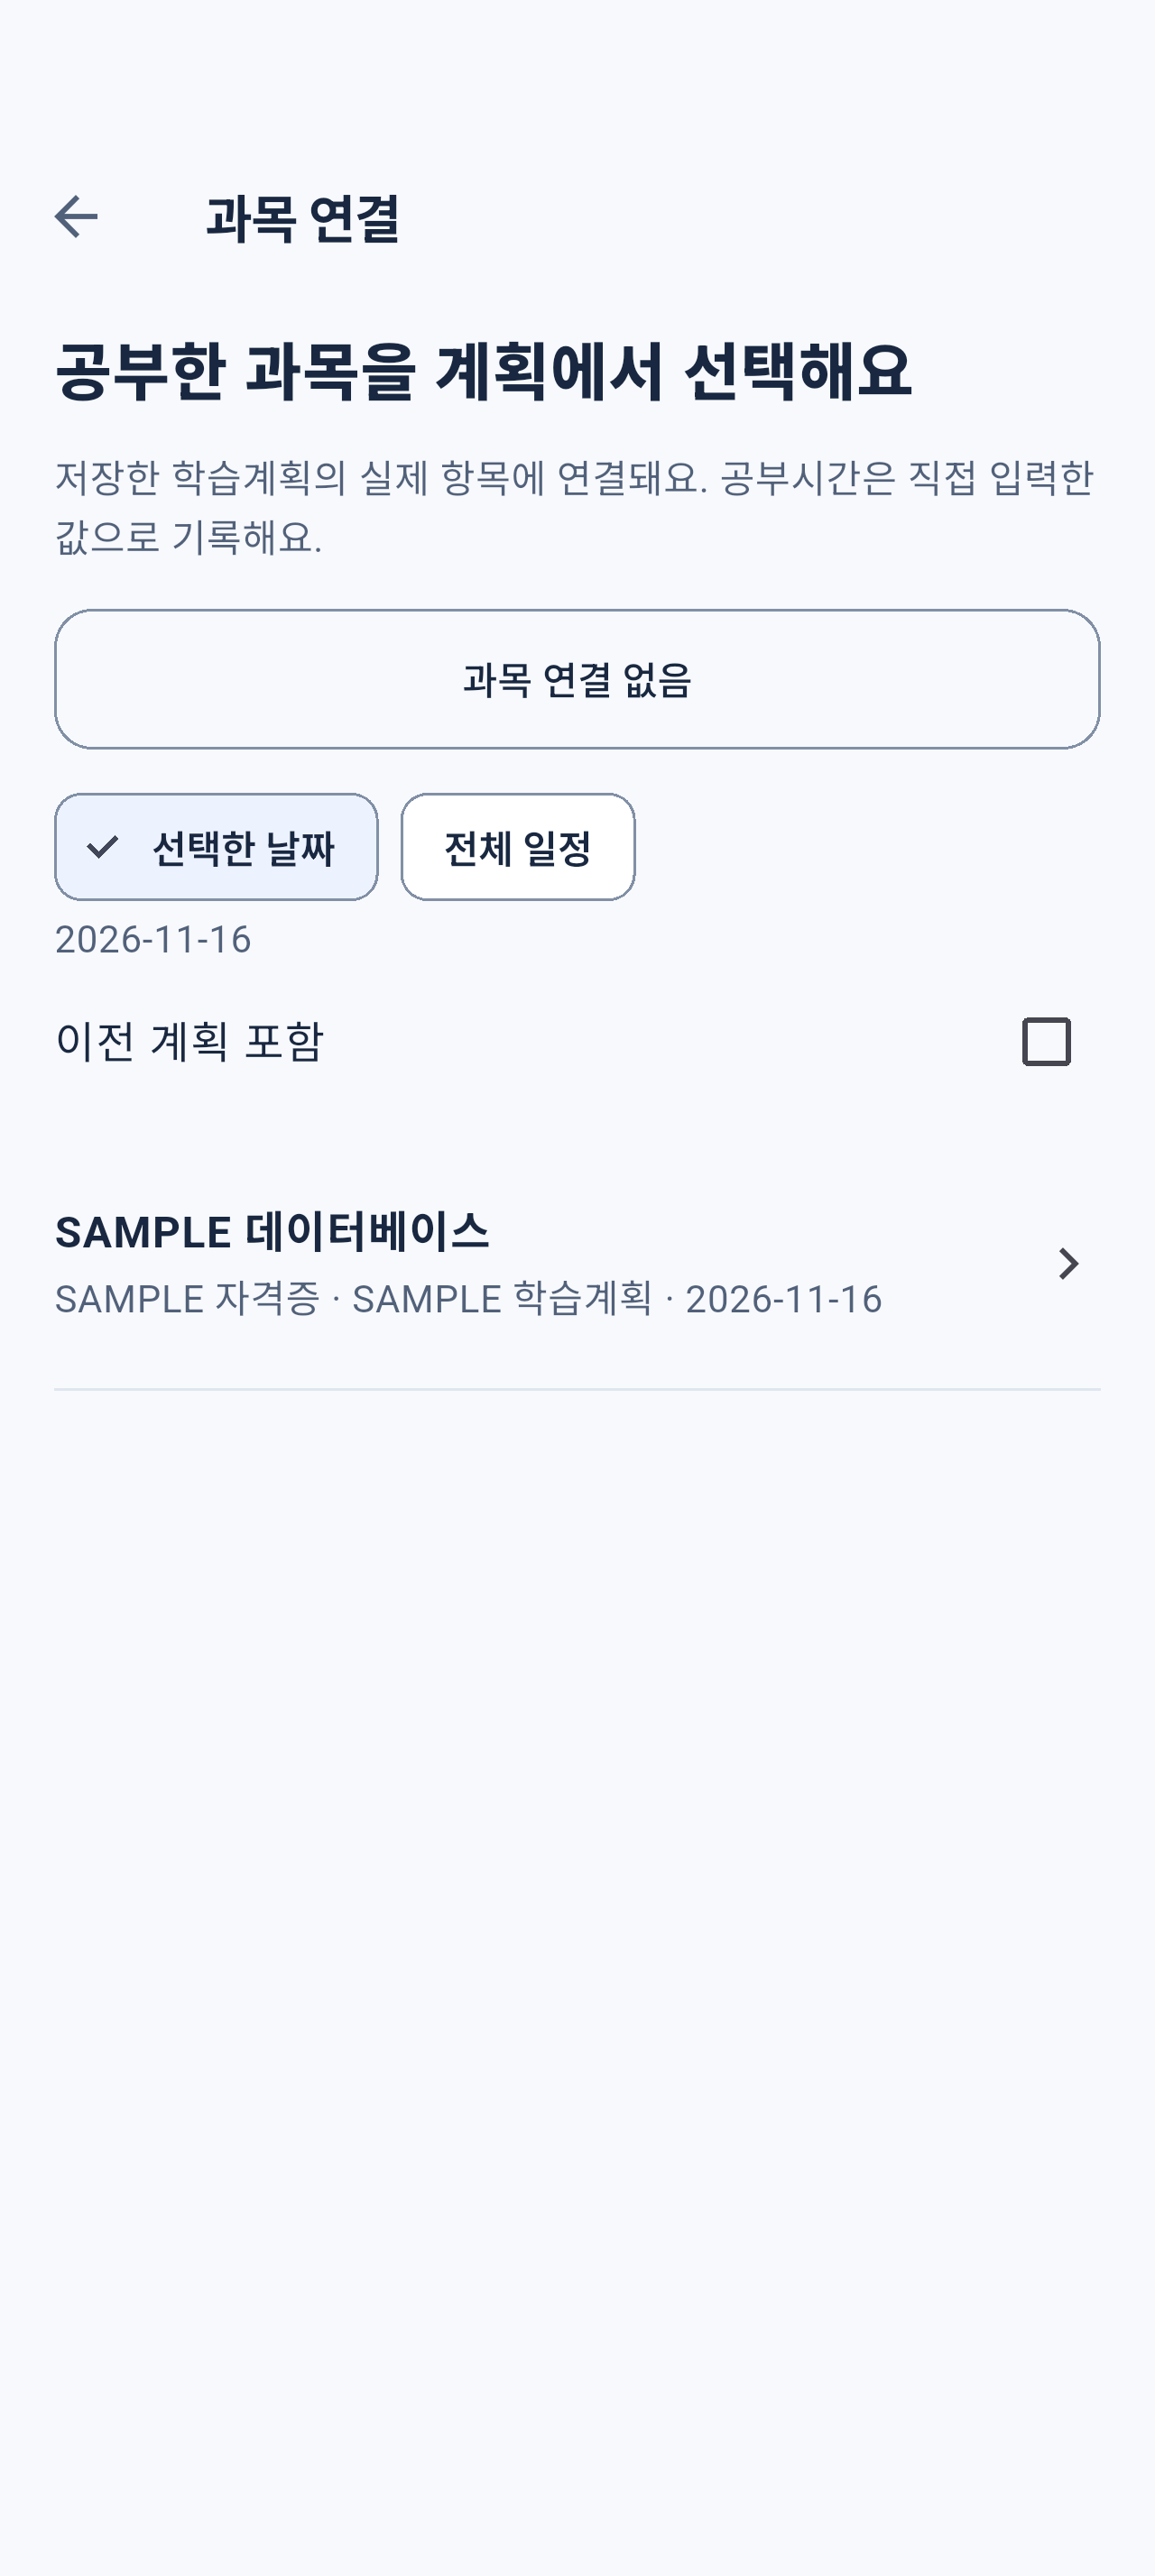 과목 연결
공부한 과목을 계획에서 선택해요
저장한 학습계획의 실제 항목에 연결돼요. 공부시간은 직접 입력한
값으로 기록해요.
과목 연결 없음
선택한 날짜
전체 일정
2026-11-16
이전 계획 포함
SAMPLE 데이터베이스
SAMPLE 자격증 · SAMPLE 학습계획 · 2026-11-16